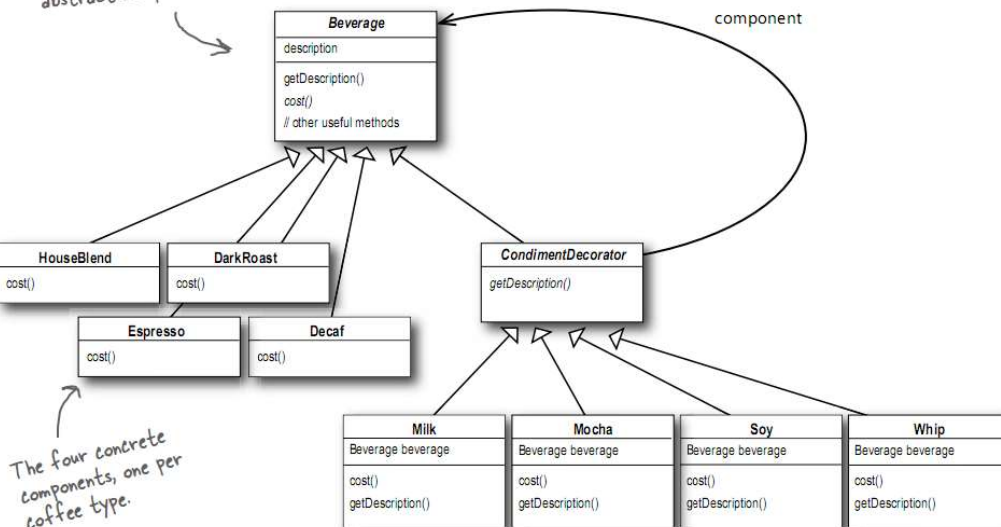 Beverage
component
description
getDescription()
cost()
// other useful methods
HouseBlend
cost()
DarkRoast
cost()
CondimentDecorator
getDescription()
Espresso
cost()
Decaf
cost()
The four concrete
components, one per
coffee type.
Milk
Beverage beverage
cost()
getDescription()
Mocha
Beverage beverage
cost()
getDescription()
Soy
Beverage beverage
cost()
getDescription()
Whip
Beverage beverage
cost()
getDescription()